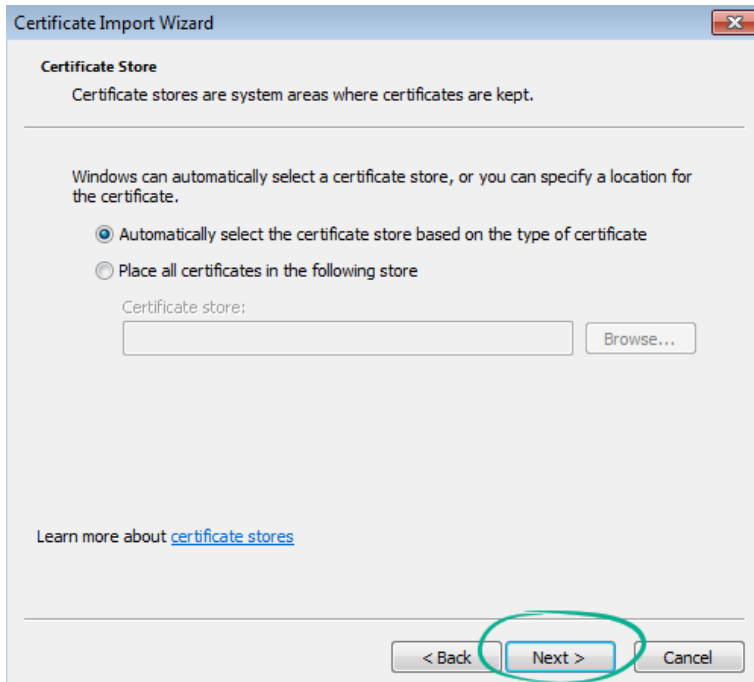 Certificate Import Wizard
Certificate Store
Certificate stores are system areas where certificates are kept.
Windows can automatically select a certificate store, or you can specify a location for
the certificate.
Automatically select the certificate store based on the type of certificate
Place all certificates in the following store
Certificate store:
Browse...
Learn more about certificate stores
< Back Next > Cancel